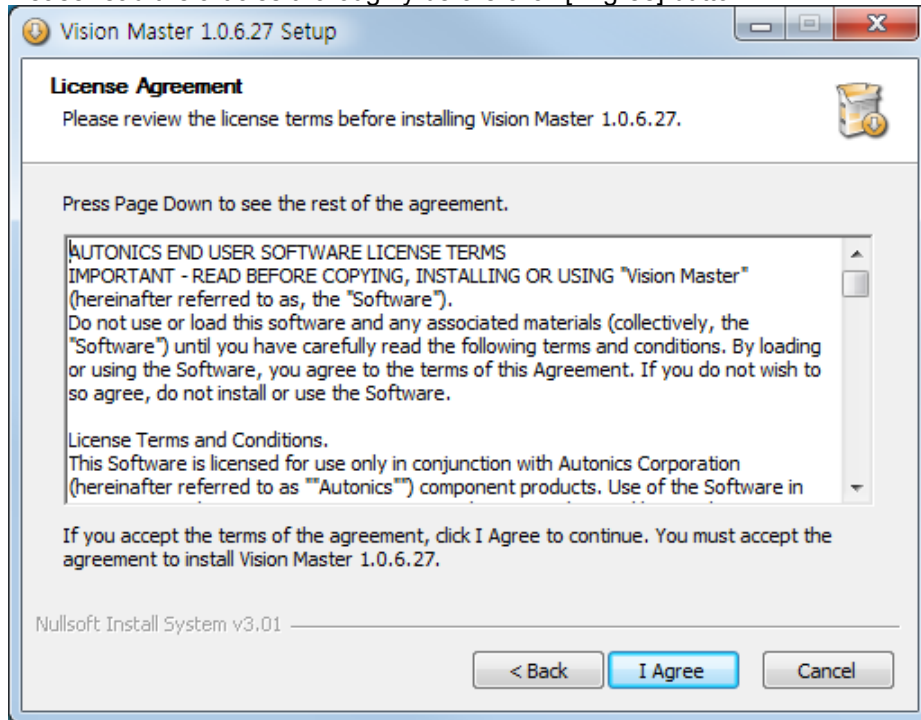 Vision Master 1.0.6.27 Setup
License Agreement
Please review the license terms before installing Vision Master 1.0.6.27.
Press Page Down to see the rest of the agreement.
AUTONICS END USER SOFTWARE LICENSE TERMS
IMPORTANT - READ BEFORE COPYING, INSTALLING OR USING "Vision Master"
(hereinafter referred to as, the "Software").
Do not use or load this software and any associated materials (collectively, the
"Software") until you have carefully read the following terms and conditions. By loading
or using the Software, you agree to the terms of this Agreement. If you do not wish to
so agree, do not install or use the Software.
License Terms and Conditions.
This Software is licensed for use only in conjunction with Autonics Corporation
(hereinafter referred to as ""Autonics"") component products. Use of the Software in
If you accept the terms of the agreement, click I Agree to continue. You must accept the
agreement to install Vision Master 1.0.6.27.
Nullsoft Install System v3.01
< Back I Agree Cancel